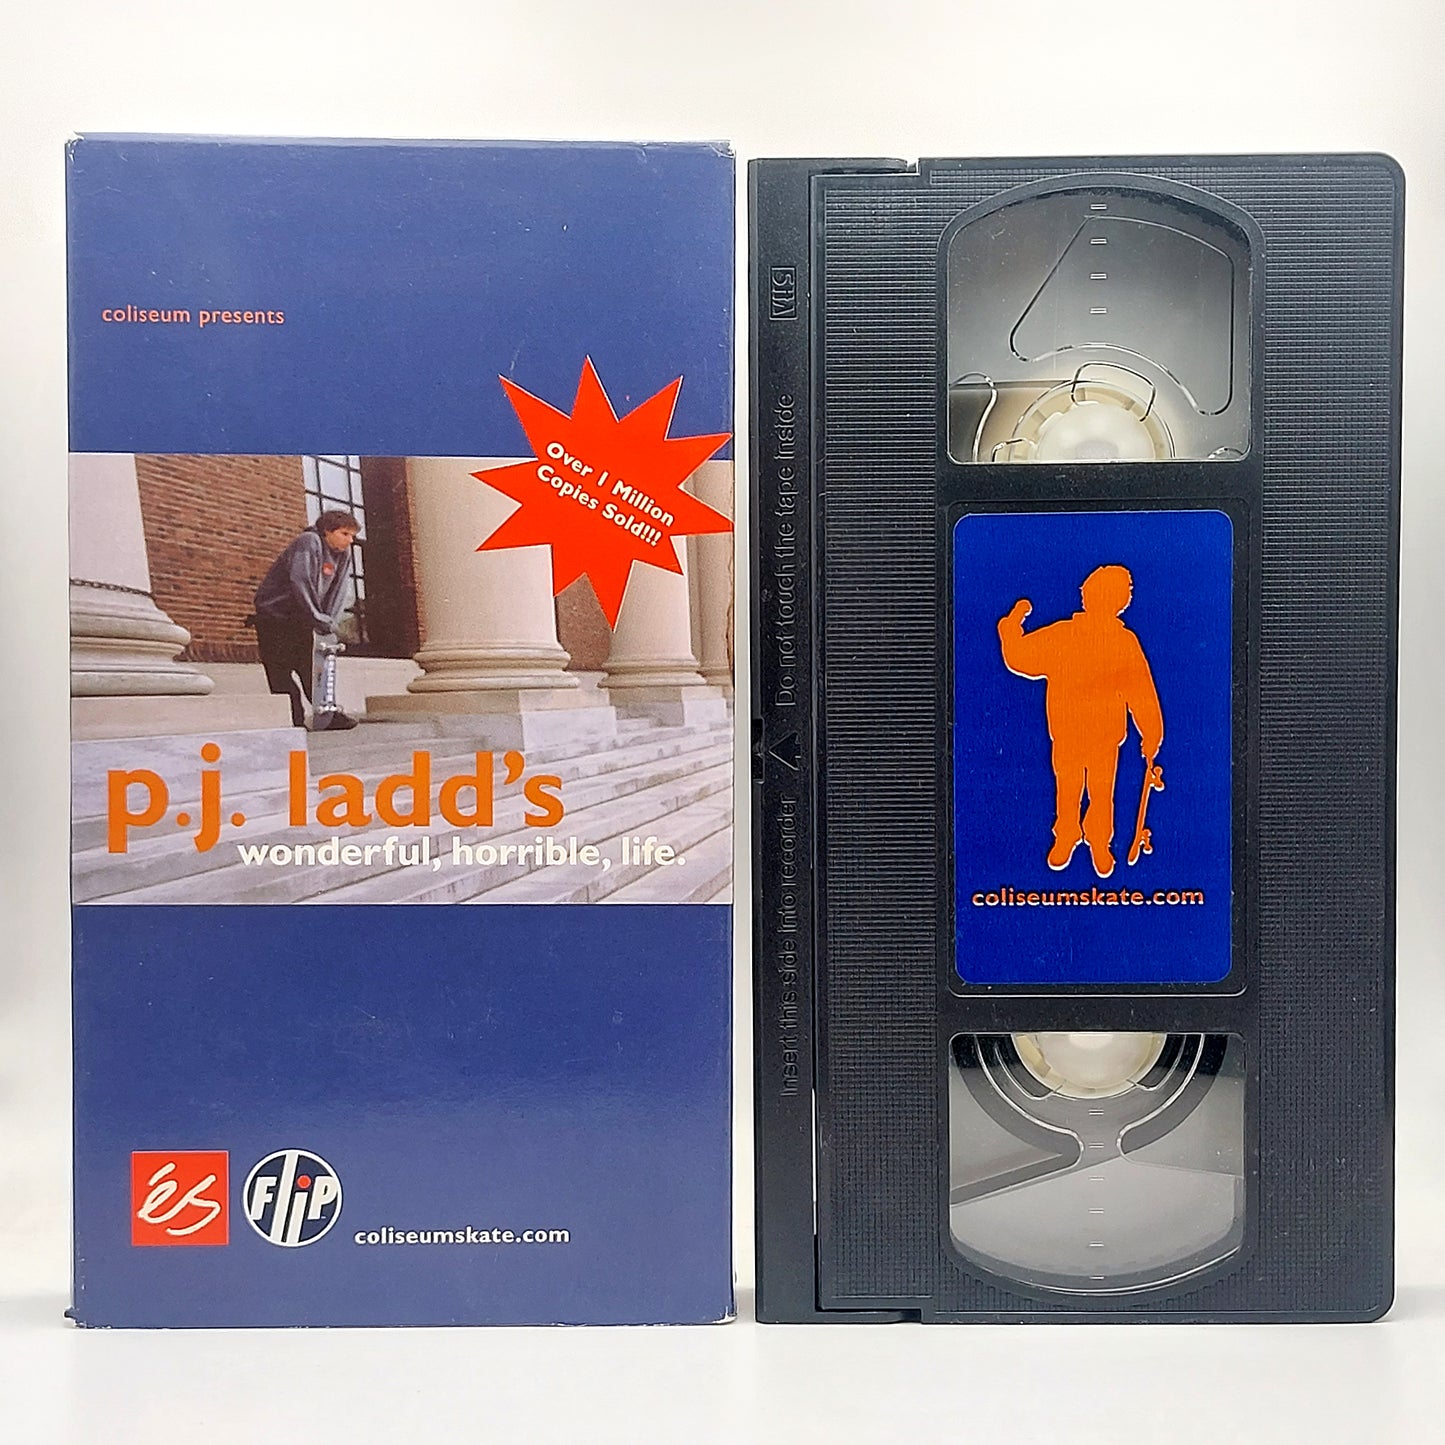 coliseum presents
Over 1 Million
Copies Sold!!!
p.j. ladd's
wonderful, horrible, life.
éS
FliP
coliseumskate.com
VHS
Do not touch the tape inside
Insert this side into recorder
coliseumskate.com